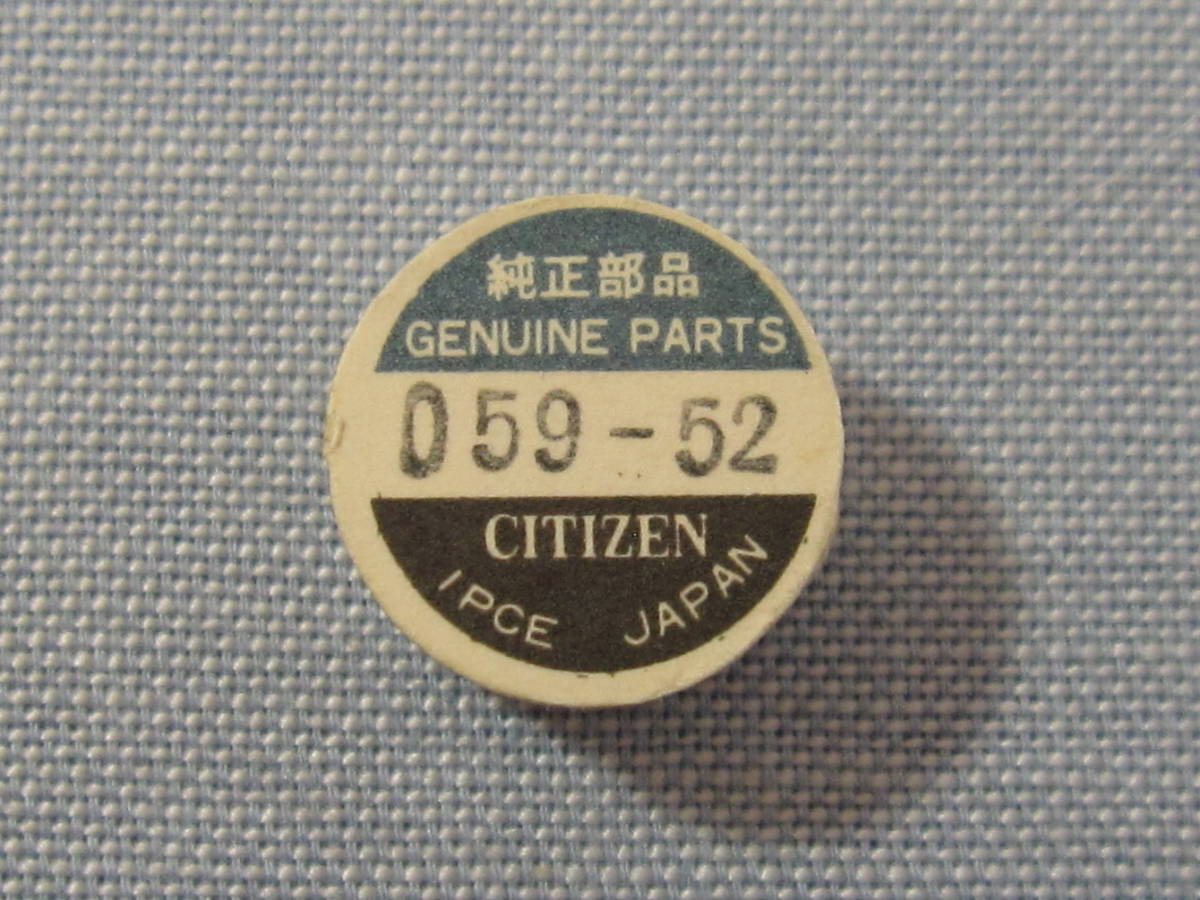 純正部品
GENUINE PARTS
059-52
CITIZEN
1PCE JAPAN